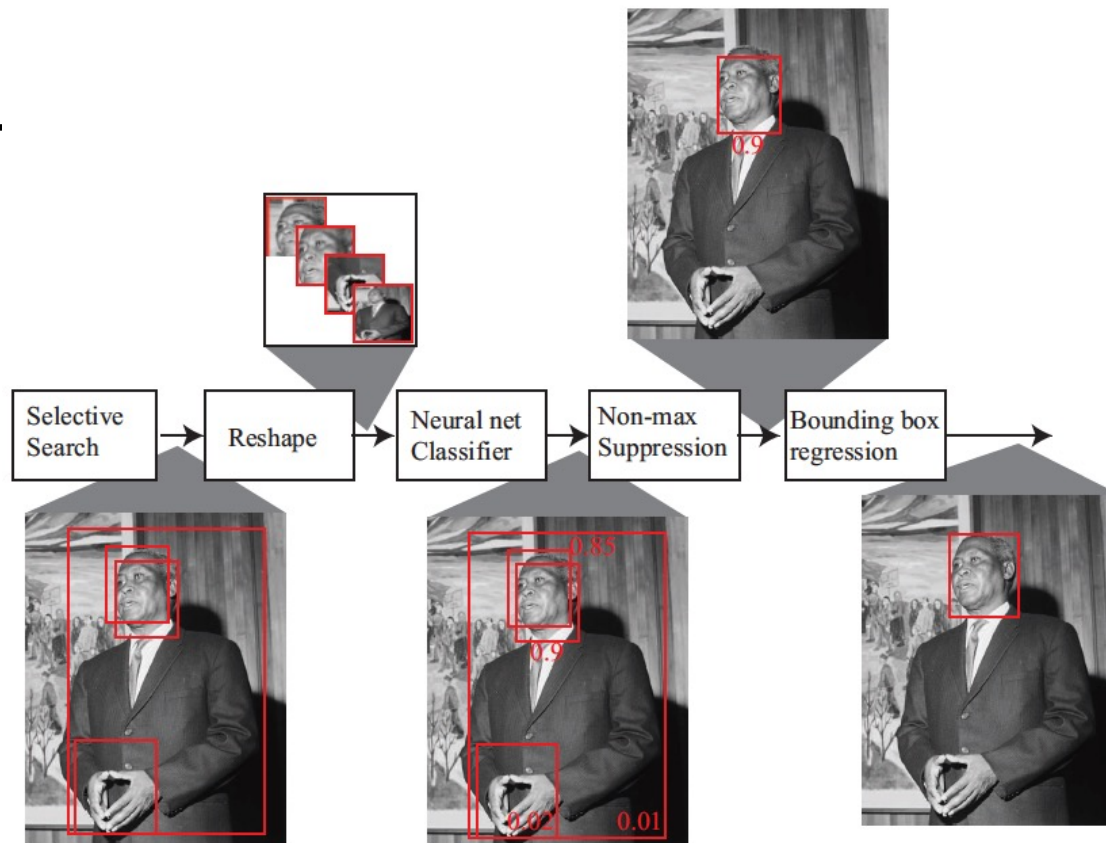 0.9
Selective
Search
Reshape
Neural net
Classifier
Non-max
Suppression
Bounding box
regression
0.85
0.9
0.02
0.01